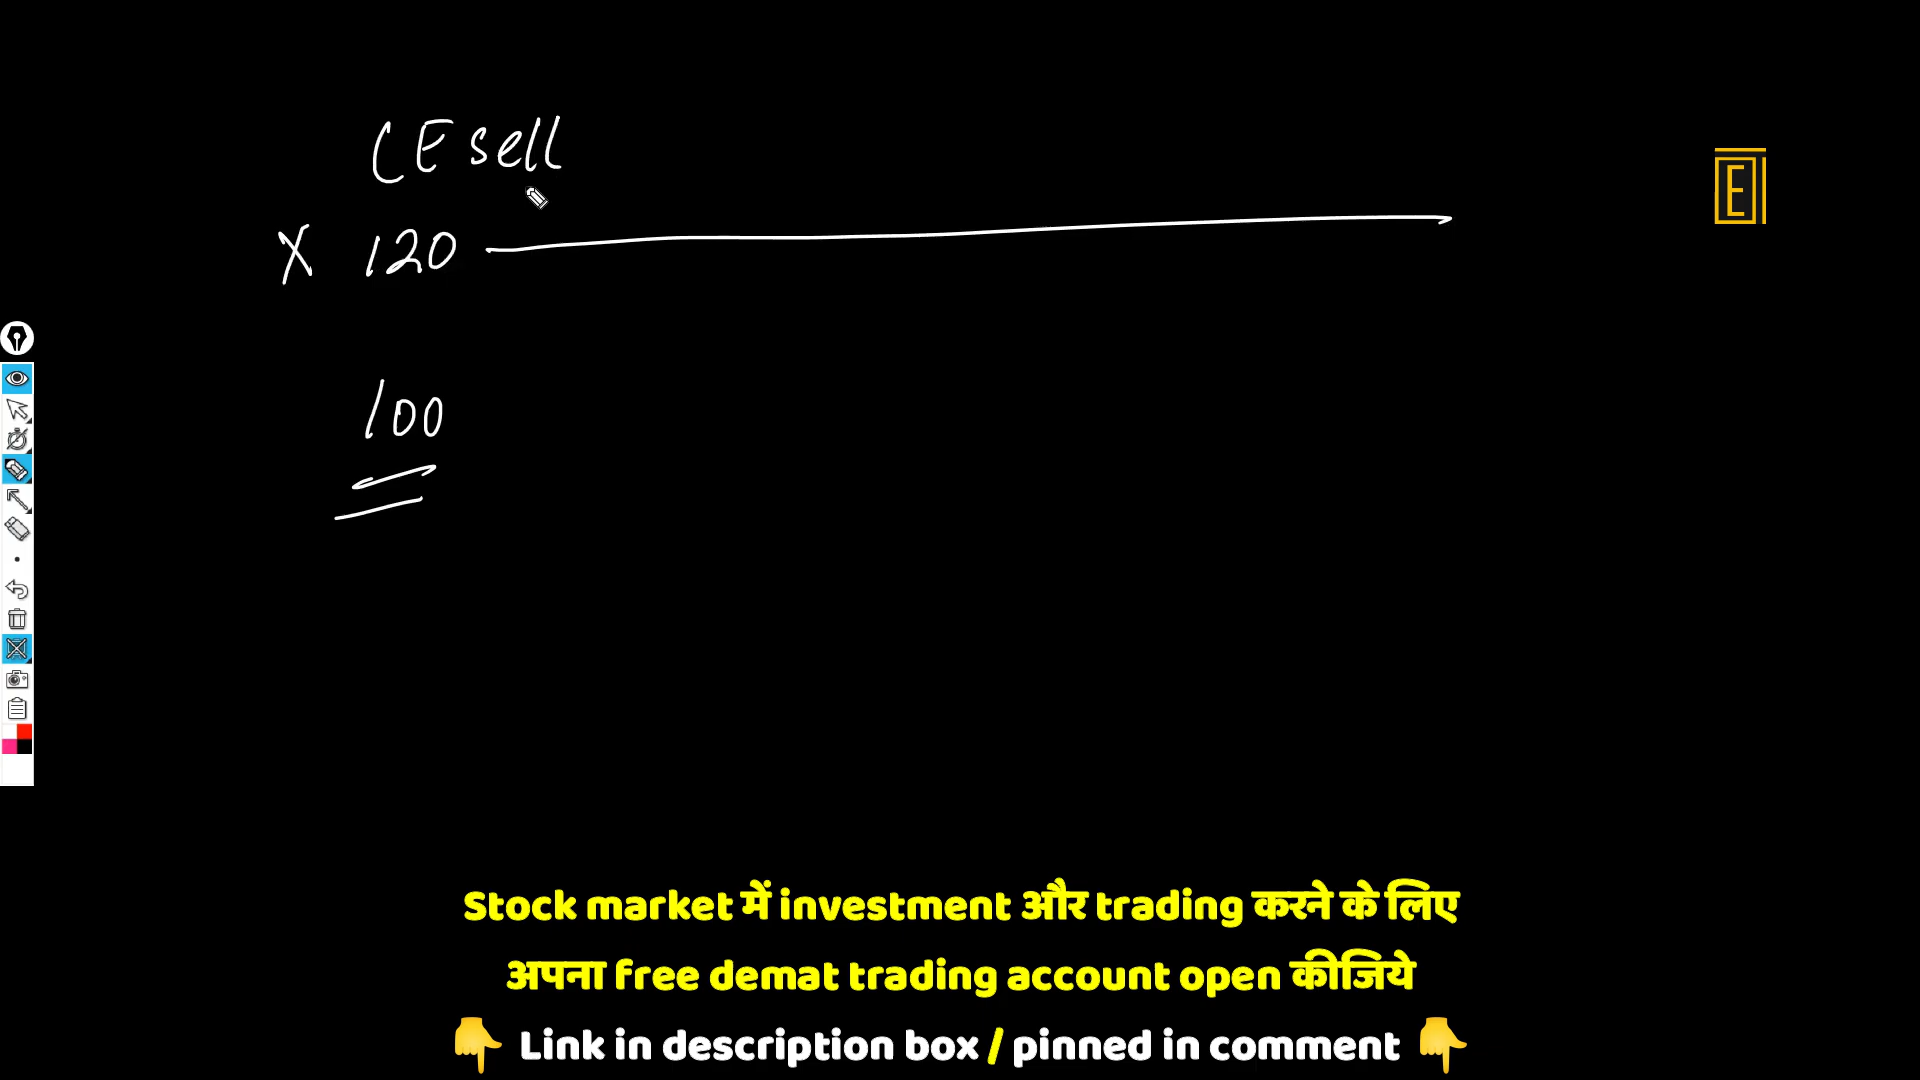 CE sell
X 120
100
E
Stock market में investment और trading करने के लिए
अपना free demat trading account open कीजिये
👇 Link in description box / pinned in comment 👇